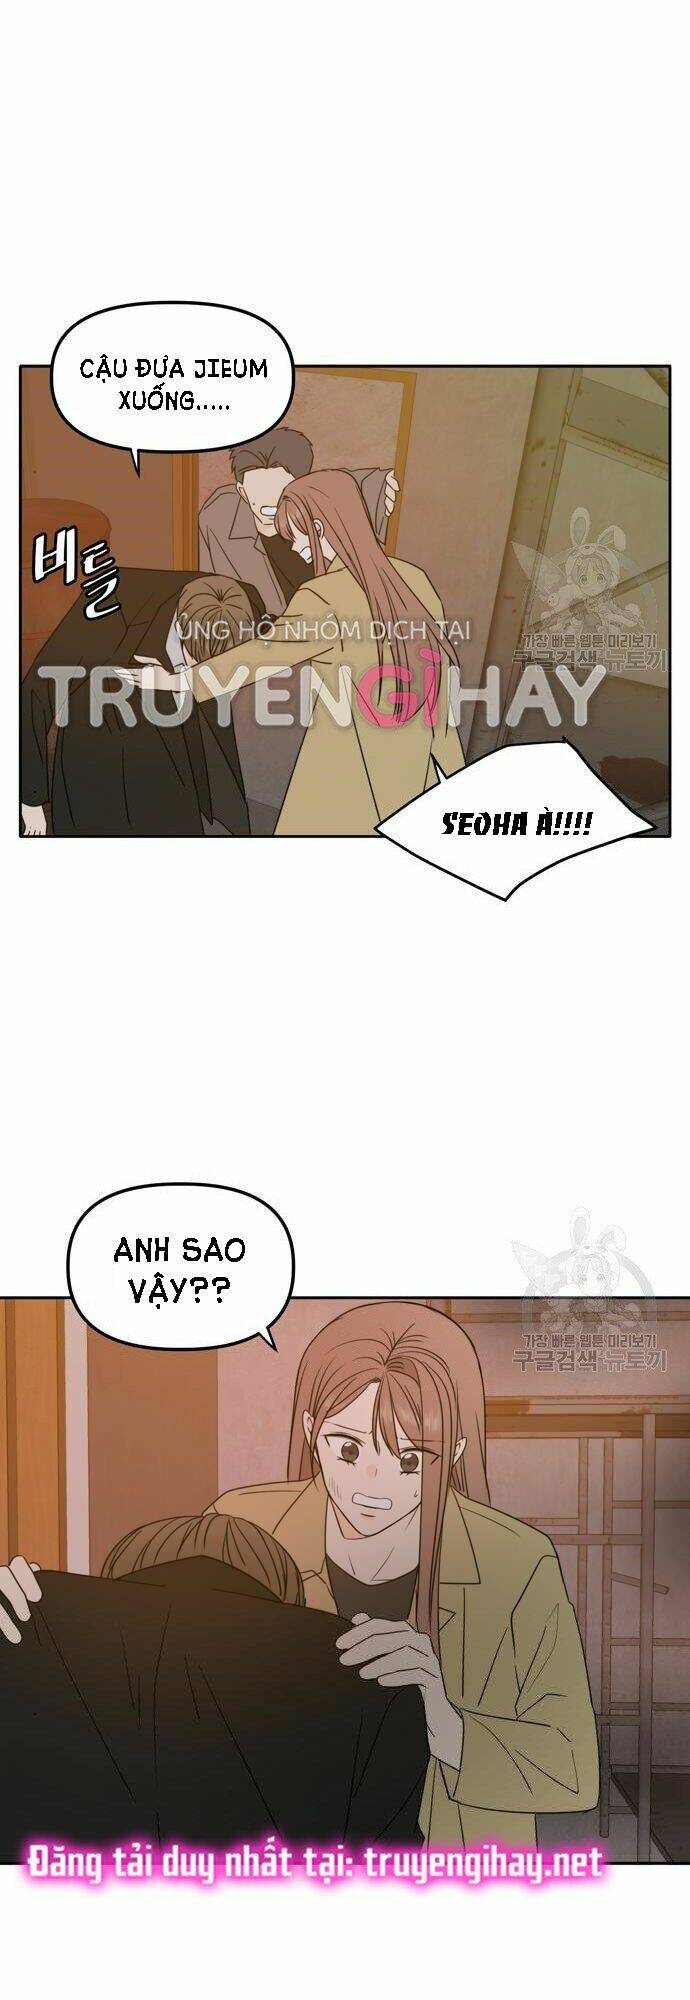 CẬU ĐƯA JIEUM
XUỐNG.....
비틀
가장 빠른 웹툰 미리보기
구글검색 뉴토끼
ỦNG HỘ NHÓM DỊCH TẠI
TRUYENGÌHAY
SEOHA À!!!!
ANH SAO
VẬY??
가장 빠른 웹툰 미리보기
구글검색 뉴토끼
Đăng tải duy nhất tại: truyengihay.net